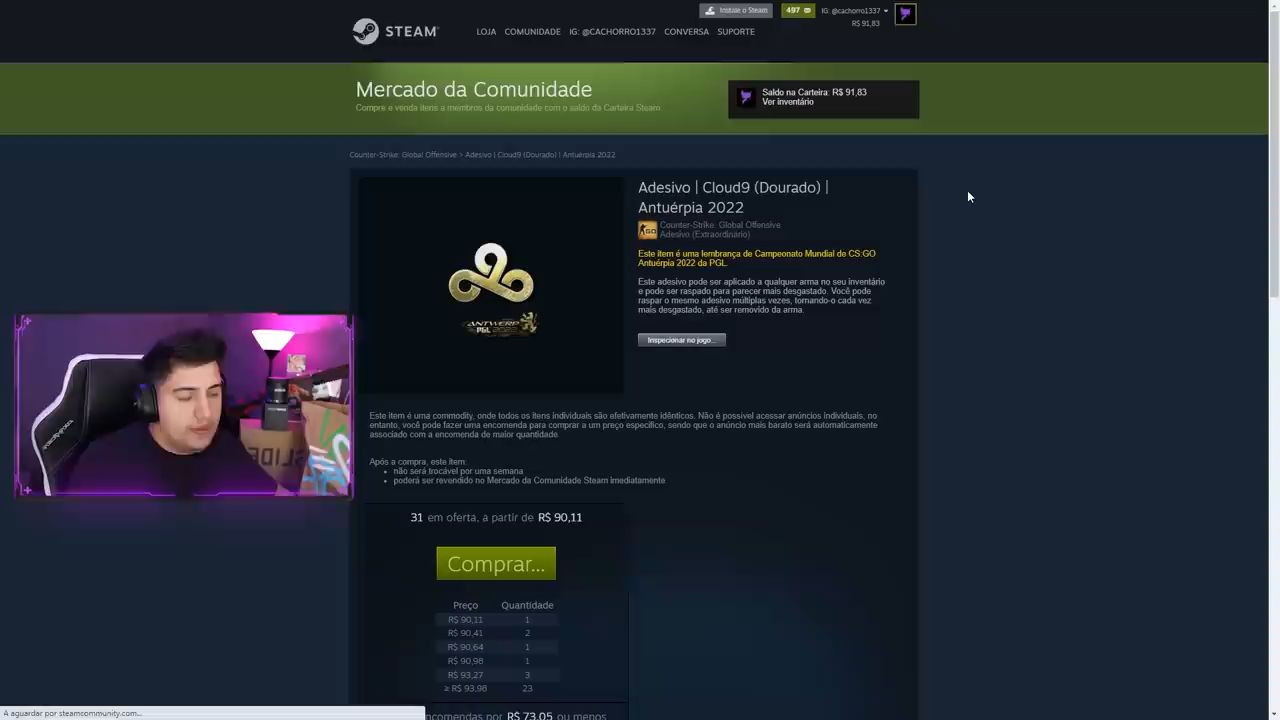 Instale o Steam
497
IG: @cachorro1337
R$ 91,83
STEAM
LOJA COMUNIDADE IG: @CACHORRO1337 CONVERSA SUPORTE
Mercado da Comunidade
Compre e venda itens a membros da comunidade com o saldo da Carteira Steam
Saldo na Carteira: R$ 91,83
Ver inventário
Counter-Strike: Global Offensive > Adesivo | Cloud9 (Dourado) | Antuérpia 2022
Adesivo | Cloud9 (Dourado) |
Antuérpia 2022
Counter-Strike: Global Offensive
Adesivo (Extraordinário)
Este item é uma lembrança de Campeonato Mundial de CS:GO
Antuérpia 2022 da PGL.
Este adesivo pode ser aplicado a qualquer arma no seu inventário
e pode ser raspado para parecer mais desgastado. Você pode
raspar o mesmo adesivo múltiplas vezes, tornando-o cada vez
mais desgastado, até ser removido da arma.
Inspecionar no jogo...
ANTWERP
PGL 2022
Este item é uma commodity, onde todos os itens individuais são efetivamente idênticos. Não é possível acessar anúncios individuais, no
entanto, você pode fazer uma encomenda para comprar a um preço específico, sendo que o anúncio mais barato será automaticamente
associado com a encomenda de maior quantidade.
Após a compra, este item:
não será trocável por uma semana
poderá ser revendido no Mercado da Comunidade Steam imediatamente
31 em oferta, a partir de R$ 90,11
Comprar...
Preço Quantidade
R$ 90,11 1
R$ 90,41 2
R$ 90,64 1
R$ 90,98 1
R$ 93,27 3
≥ R$ 93,98 23
encomendas por R$ 73,05 ou menos
A aguardar por steamcommunity.com...